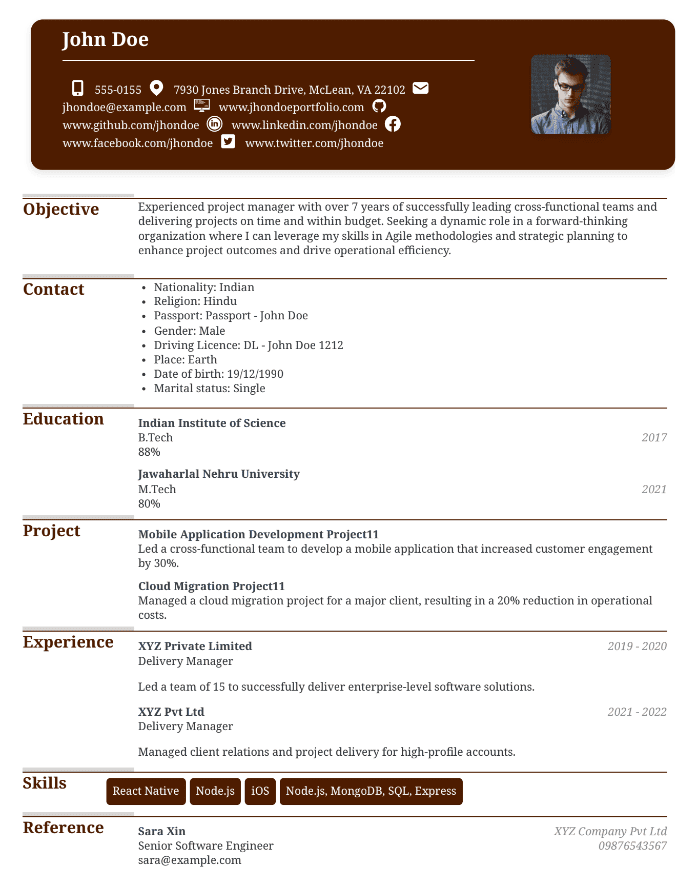 John Doe
555-0155 7930 Jones Branch Drive, McLean, VA 22102
jhondoe@example.com www.jhondoeportfolio.com
www.github.com/jhondoe www.linkedin.com/jhondoe
www.facebook.com/jhondoe www.twitter.com/jhondoe
Objective
Experienced project manager with over 7 years of successfully leading cross-functional teams and
delivering projects on time and within budget. Seeking a dynamic role in a forward-thinking
organization where I can leverage my skills in Agile methodologies and strategic planning to
enhance project outcomes and drive operational efficiency.
Contact
• Nationality: Indian
• Religion: Hindu
• Passport: Passport - John Doe
• Gender: Male
• Driving Licence: DL - John Doe 1212
• Place: Earth
• Date of birth: 19/12/1990
• Marital status: Single
Education
Indian Institute of Science
B.Tech 2017
88%
Jawaharlal Nehru University
M.Tech 2021
80%
Project
Mobile Application Development Project11
Led a cross-functional team to develop a mobile application that increased customer engagement
by 30%.
Cloud Migration Project11
Managed a cloud migration project for a major client, resulting in a 20% reduction in operational
costs.
Experience
XYZ Private Limited 2019 - 2020
Delivery Manager
Led a team of 15 to successfully deliver enterprise-level software solutions.
XYZ Pvt Ltd 2021 - 2022
Delivery Manager
Managed client relations and project delivery for high-profile accounts.
Skills
React Native Node.js iOS Node.js, MongoDB, SQL, Express
Reference
Sara Xin XYZ Company Pvt Ltd
Senior Software Engineer 09876543567
sara@example.com